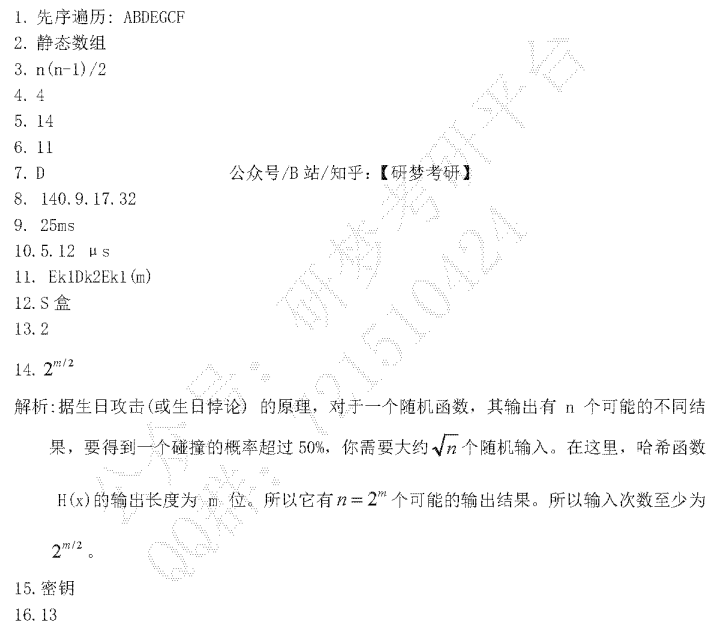 1. 先序遍历: ABDEGCF
2. 静态数组
3. n(n-1)/2
4. 4
5. 14
6. 11
7. D
公众号/B 站/知乎:【研梦考研】
8. 140.9.17.32
9. 25ms
10. 5.12 μs
11. Ek1Dk2Ek1(m)
12. S 盒
13. 2
14. 2^{m/2}
解析:据生日攻击(或生日悖论) 的原理, 对于一个随机函数, 其输出有 n 个可能的不同结
果, 要得到一个碰撞的概率超过 50%, 你需要大约 √n 个随机输入。在这里, 哈希函数
H(x)的输出长度为 m 位。所以它有 n = 2^m 个可能的输出结果。所以输入次数至少为
2^{m/2} 。
15. 密钥
16. 13
公众号: 研梦考研平台
QQ群: 721510424